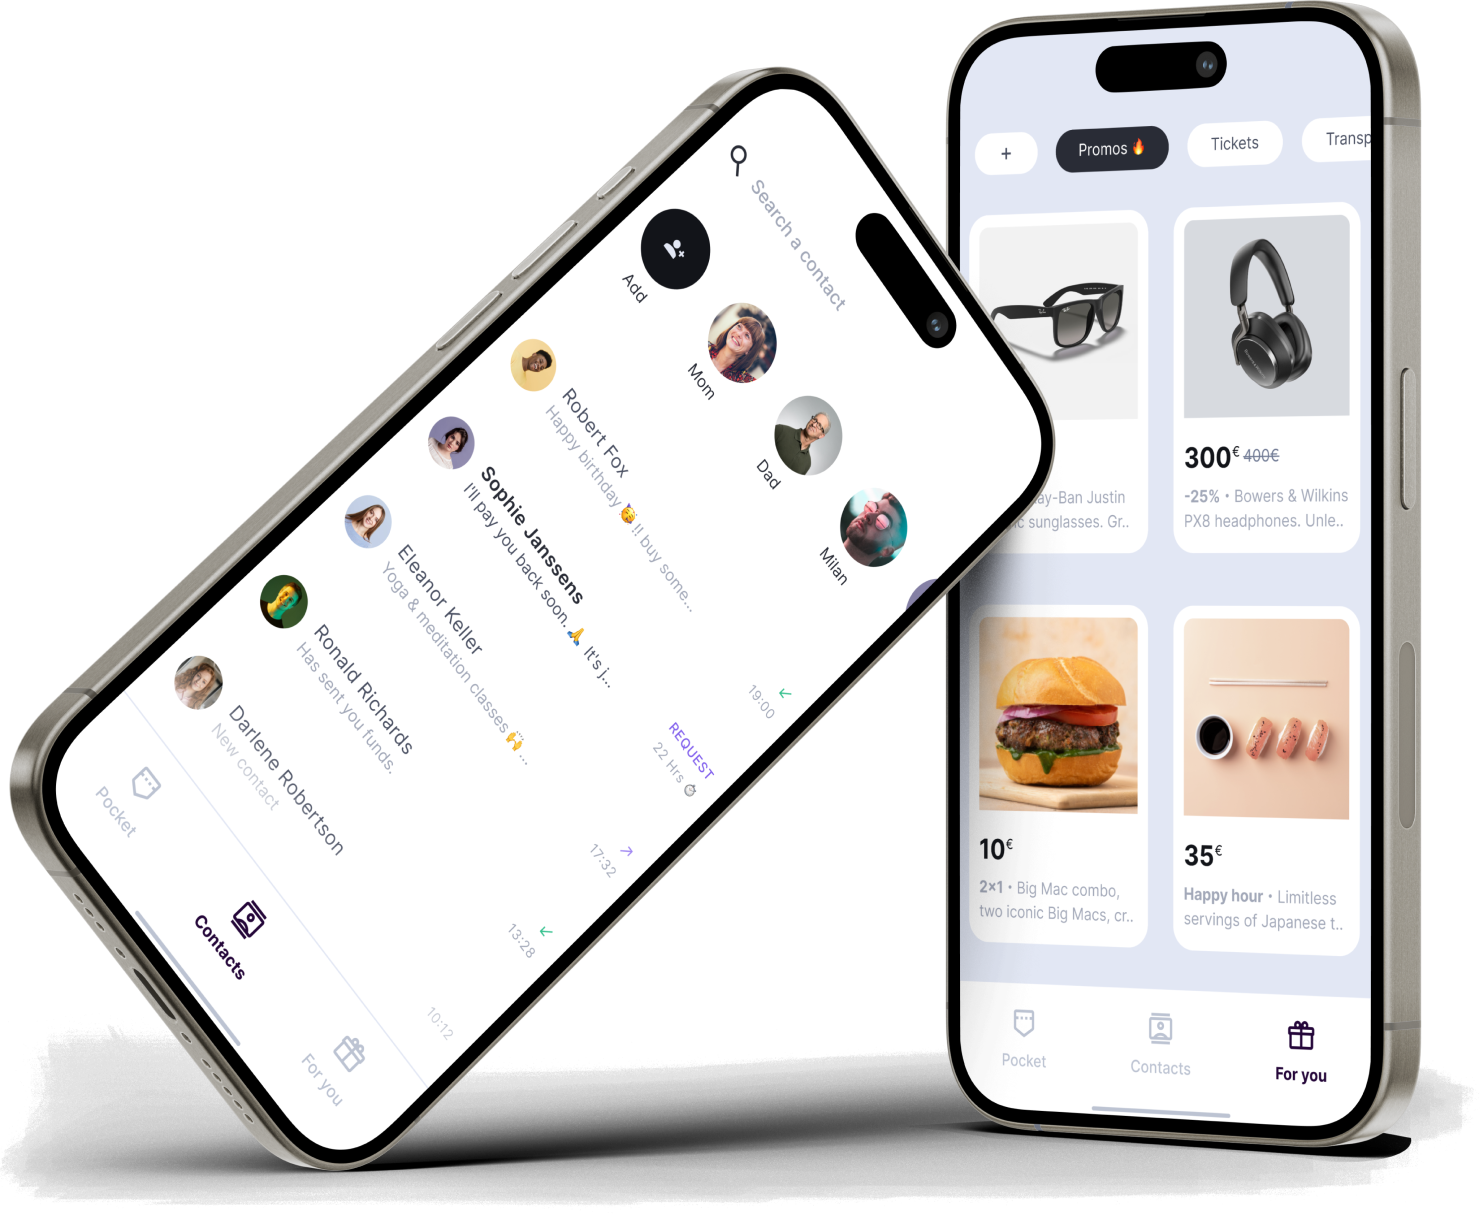 Search a contact
Add
Mom
Dad
Milan
Robert Fox
Happy birthday 🥳!! buy some...
19:00
Sophie Janssens
I'll pay you back soon. 🙏 It's j...
REQUEST
22 Hrs
Eleanor Keller
Yoga & meditation classes 🙌...
17:32
Ronald Richards
Has sent you funds.
13:28
Darlene Robertson
New contact
10:12
Pocket
Contacts
For you
+
Promos 🔥
Tickets
Transp
ay-Ban Justin
ic sunglasses. Gr..
300€ 400€
-25% • Bowers & Wilkins
PX8 headphones. Unle..
10€
2×1 • Big Mac combo,
two iconic Big Macs, cr..
35€
Happy hour • Limitless
servings of Japanese t..
Pocket
Contacts
For you